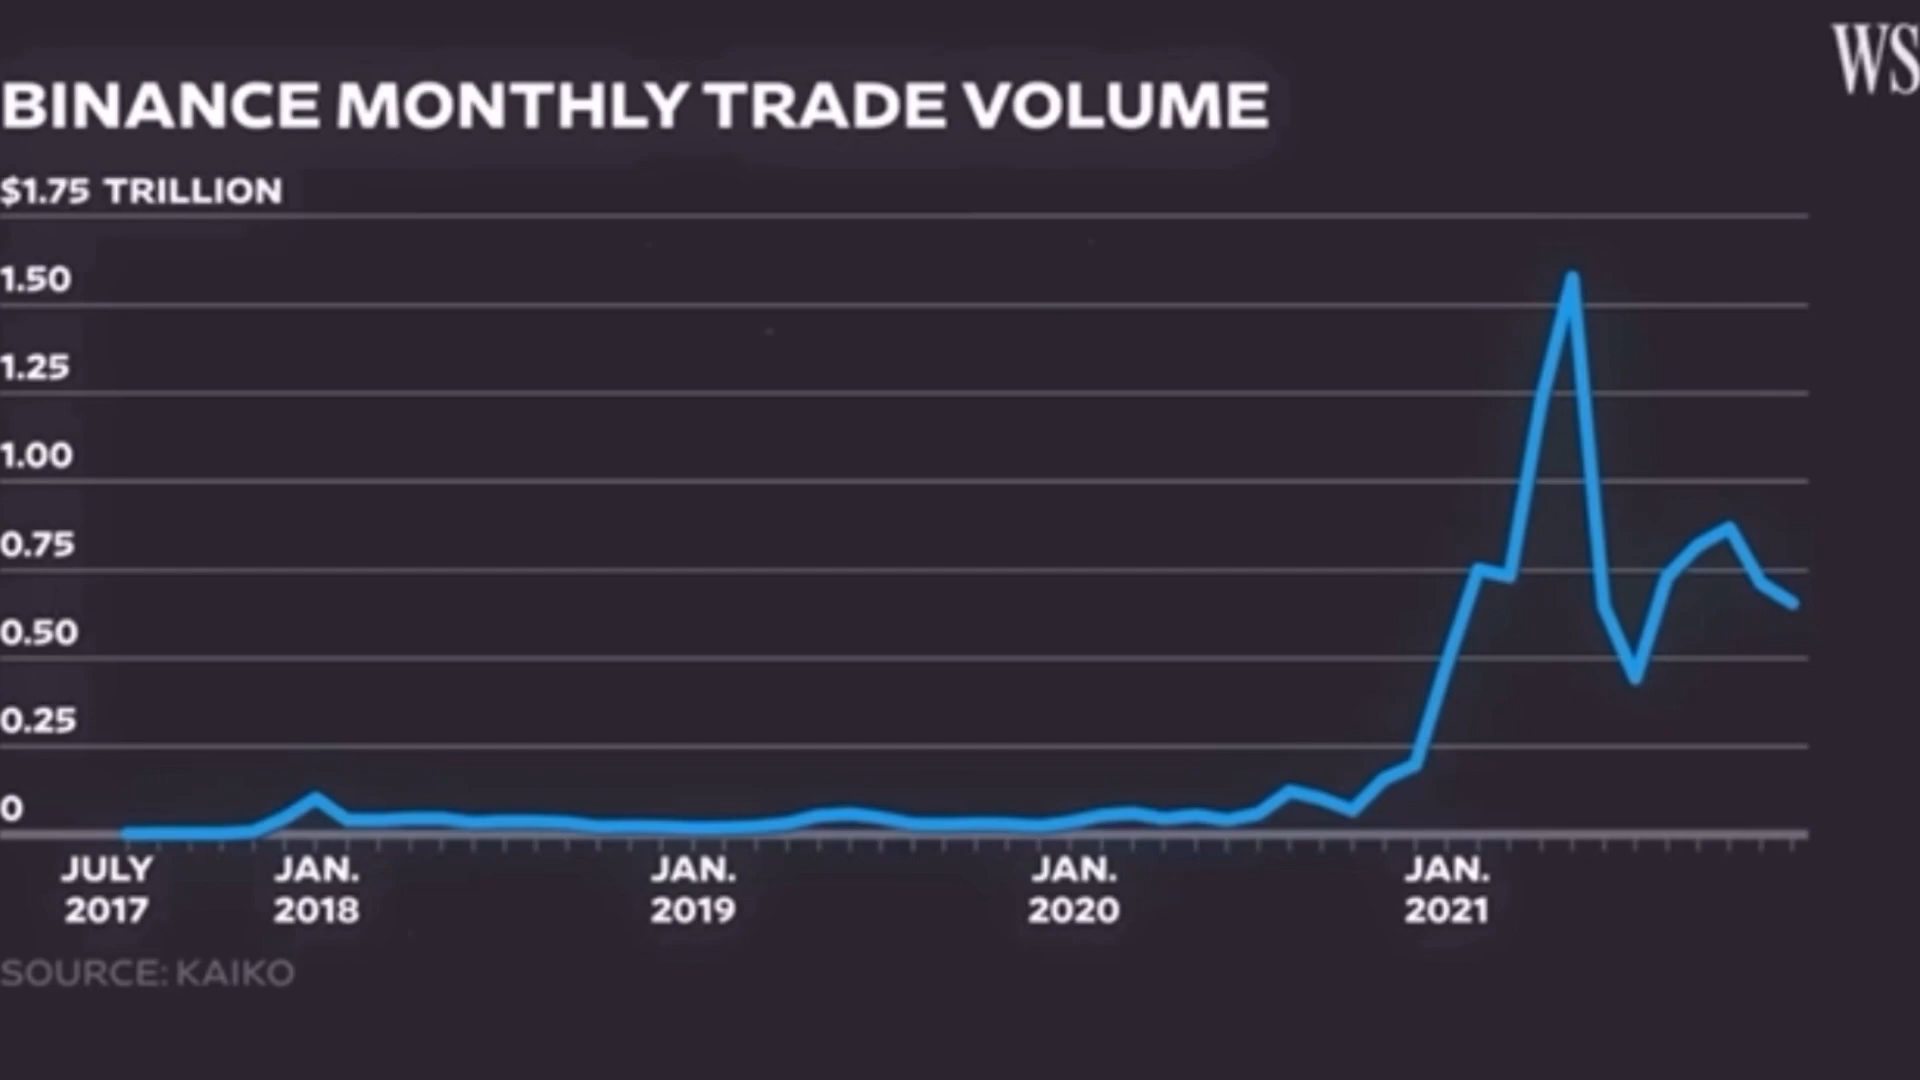 WS
BINANCE MONTHLY TRADE VOLUME
$1.75 TRILLION
1.50
1.25
1.00
0.75
0.50
0.25
0
JULY 2017
JAN. 2018
JAN. 2019
JAN. 2020
JAN. 2021
SOURCE: KAIKO